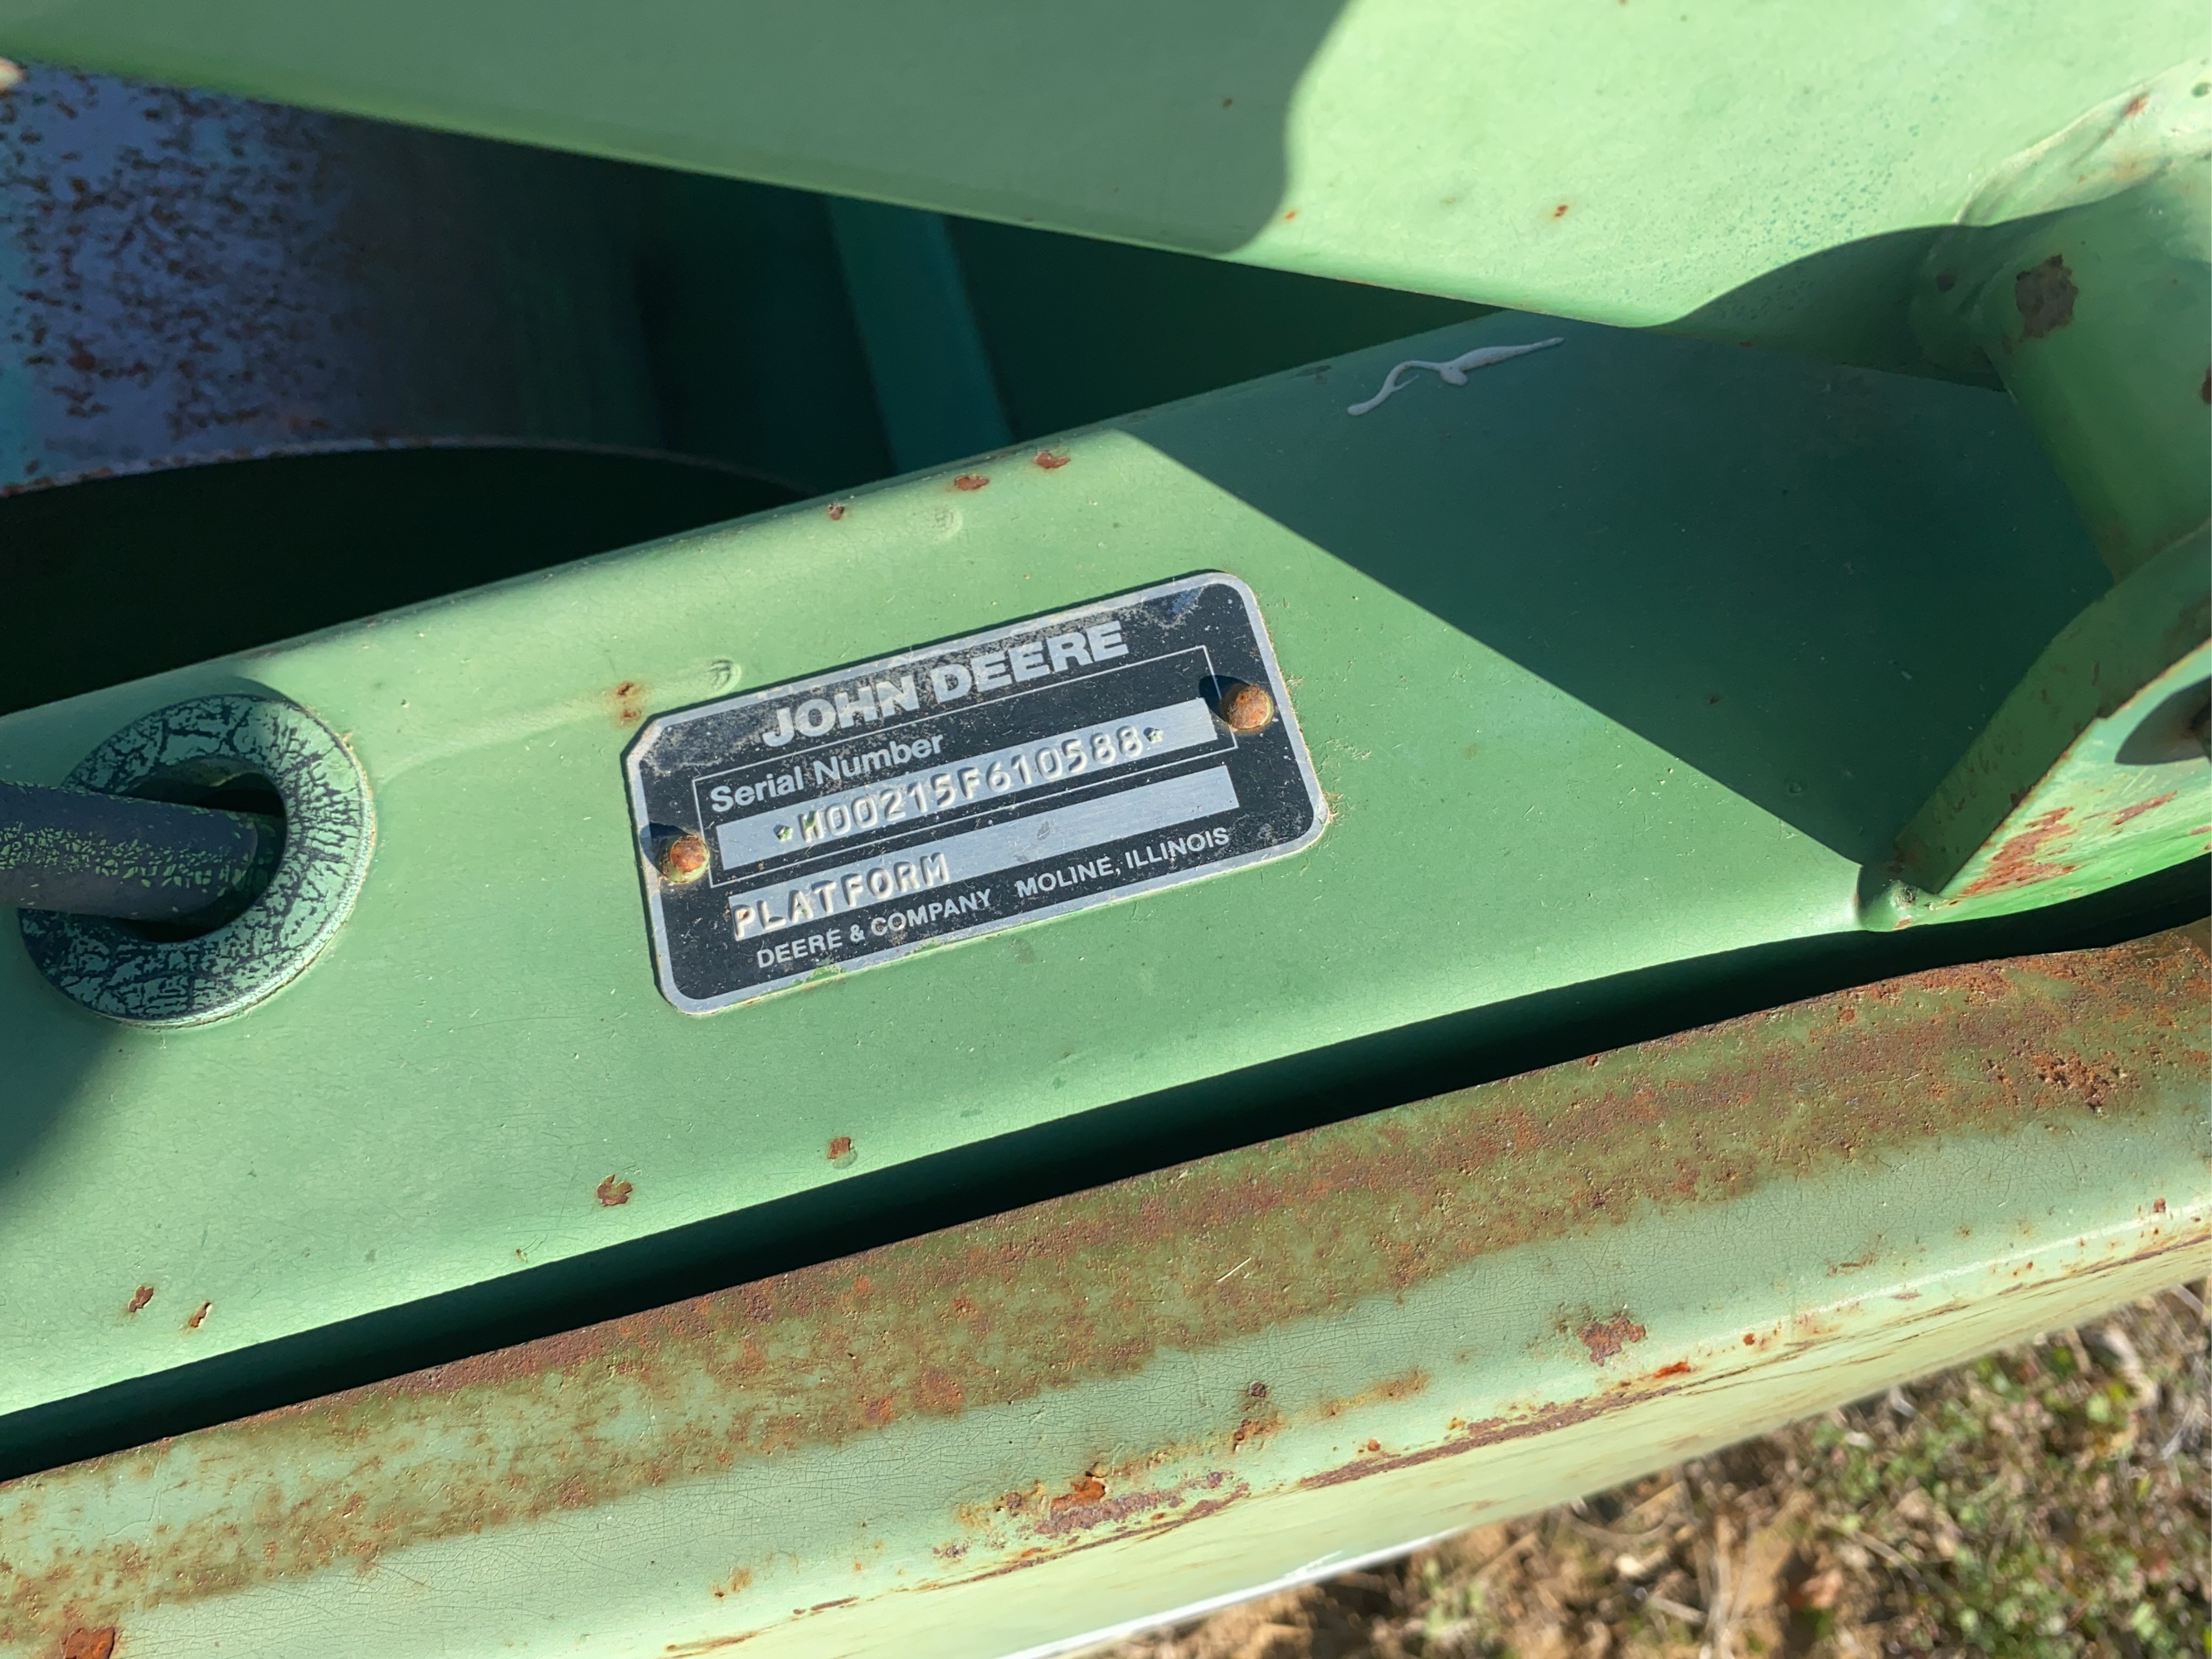 JOHN DEERE
Serial Number
*H00215F610588*
PLATFORM
DEERE & COMPANY MOLINE, ILLINOIS